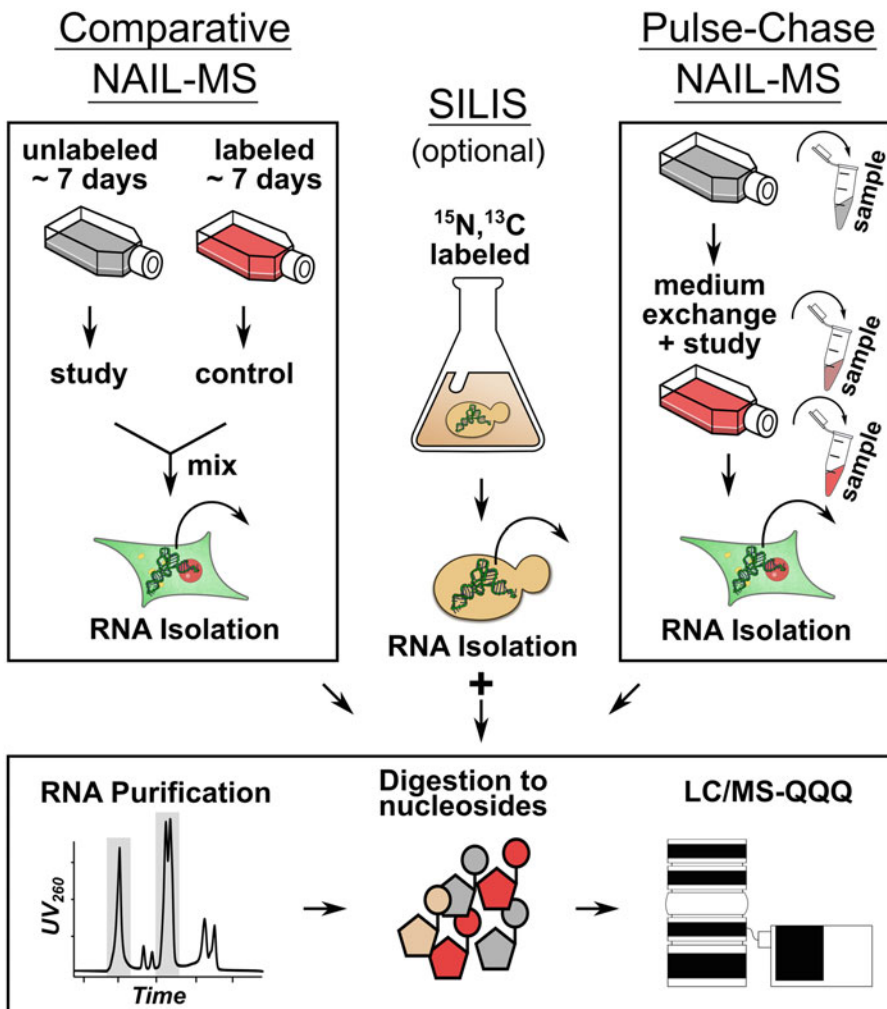 Comparative
NAIL-MS
unlabeled
~ 7 days
labeled
~ 7 days
study
control
mix
RNA Isolation
SILIS
(optional)
¹⁵N,¹³C
labeled
RNA Isolation
+
Pulse-Chase
NAIL-MS
sample
medium
exchange
+ study
sample
sample
RNA Isolation
RNA Purification
UV₂₆₀
Time
Digestion to
nucleosides
LC/MS-QQQ